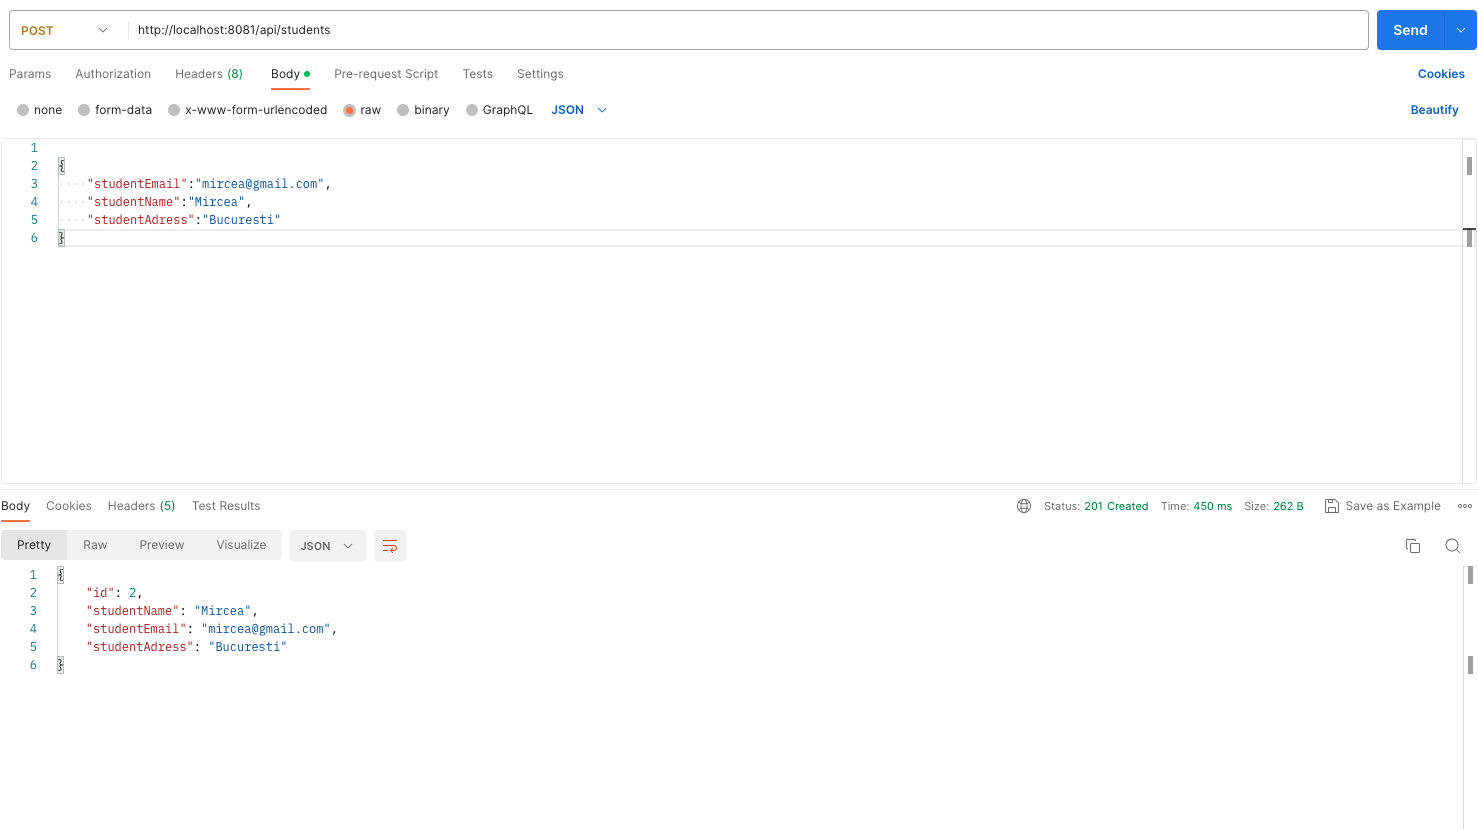 POST http://localhost:8081/api/students Send
Params Authorization Headers (8) Body Pre-request Script Tests Settings Cookies
none form-data x-www-form-urlencoded raw binary GraphQL JSON Beautify
1
2 {
3 "studentEmail":"mircea@gmail.com",
4 "studentName":"Mircea",
5 "studentAdress":"Bucuresti"
6 }
Body Cookies Headers (5) Test Results Status: 201 Created Time: 450 ms Size: 262 B Save as Example
Pretty Raw Preview Visualize JSON
1 {
2 "id": 2,
3 "studentName": "Mircea",
4 "studentEmail": "mircea@gmail.com",
5 "studentAdress": "Bucuresti"
6 }